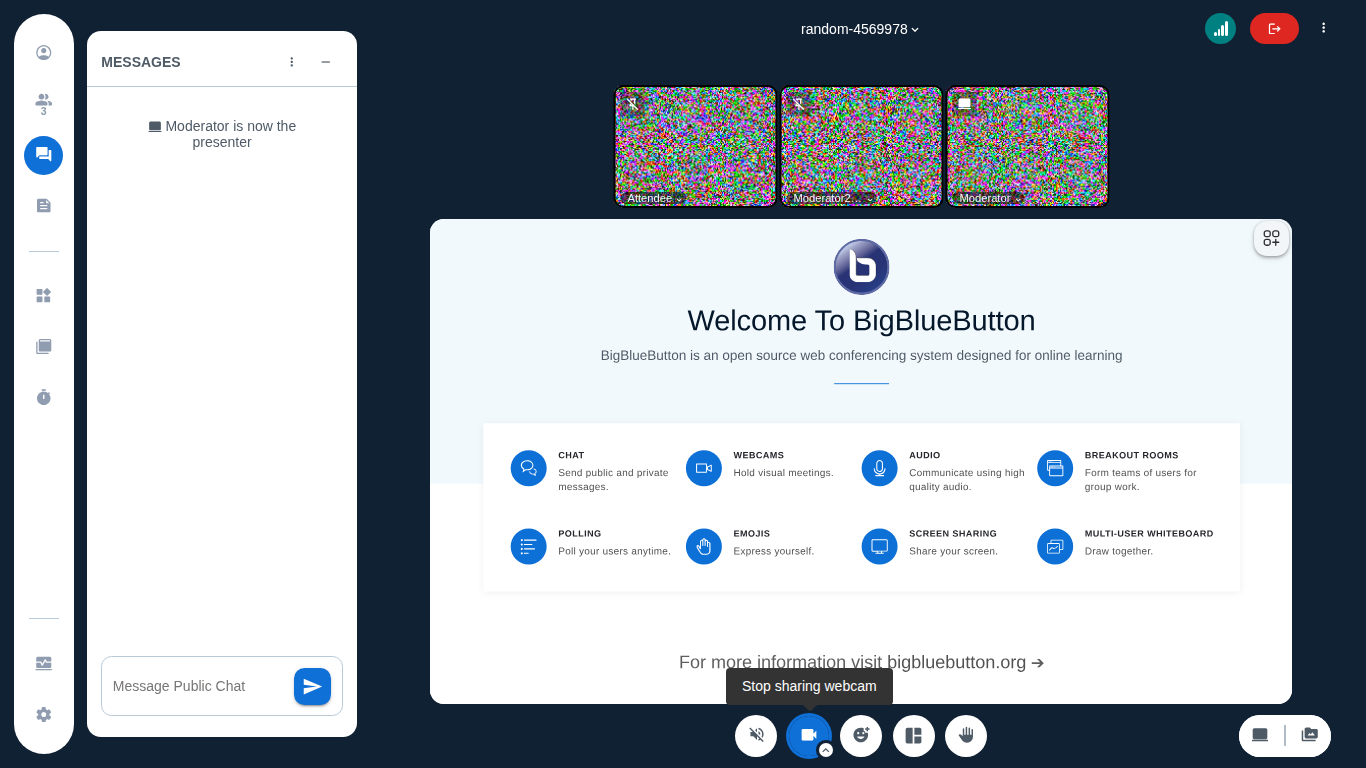 random-4569978
3
MESSAGES
Moderator is now the
presenter
Message Public Chat
Attendee
Moderator2...
Moderator
Welcome To BigBlueButton
BigBlueButton is an open source web conferencing system designed for online learning
CHAT
Send public and private
messages.
WEBCAMS
Hold visual meetings.
AUDIO
Communicate using high
quality audio.
BREAKOUT ROOMS
Form teams of users for
group work.
POLLING
Poll your users anytime.
EMOJIS
Express yourself.
SCREEN SHARING
Share your screen.
MULTI-USER WHITEBOARD
Draw together.
For more information visit bigbluebutton.org →
Stop sharing webcam